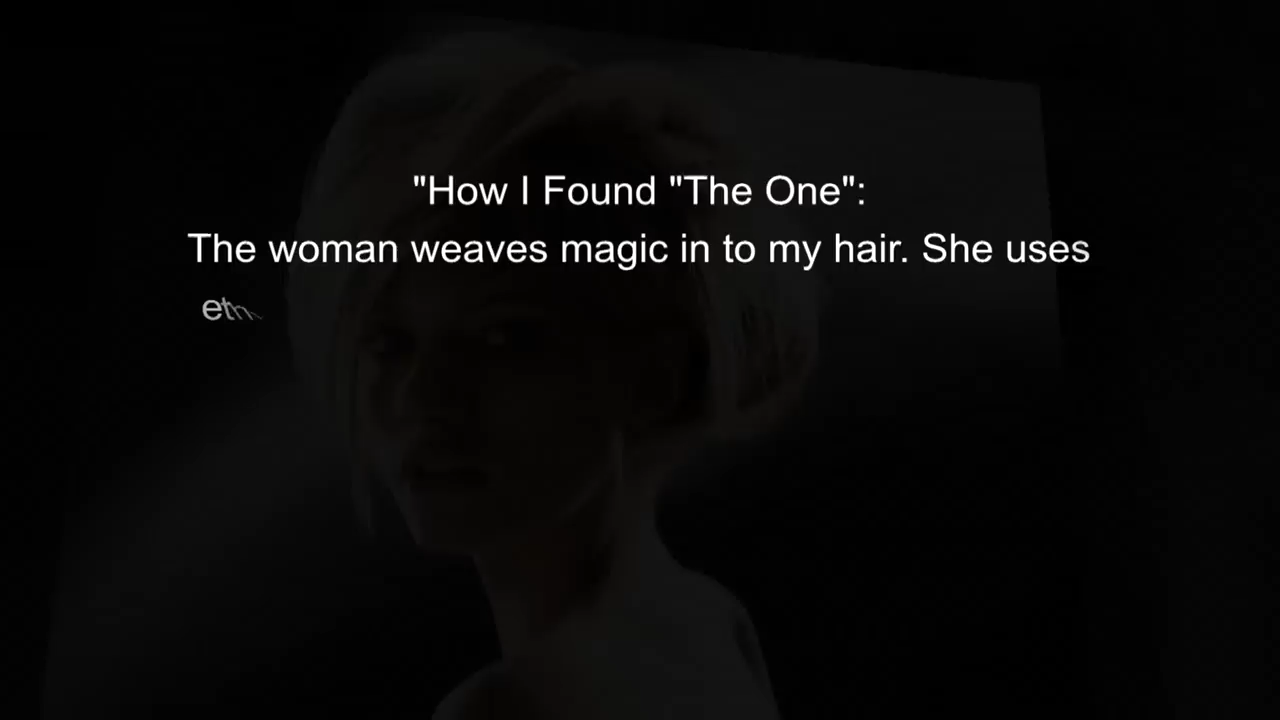 "How I Found "The One":
The woman weaves magic in to my hair. She uses